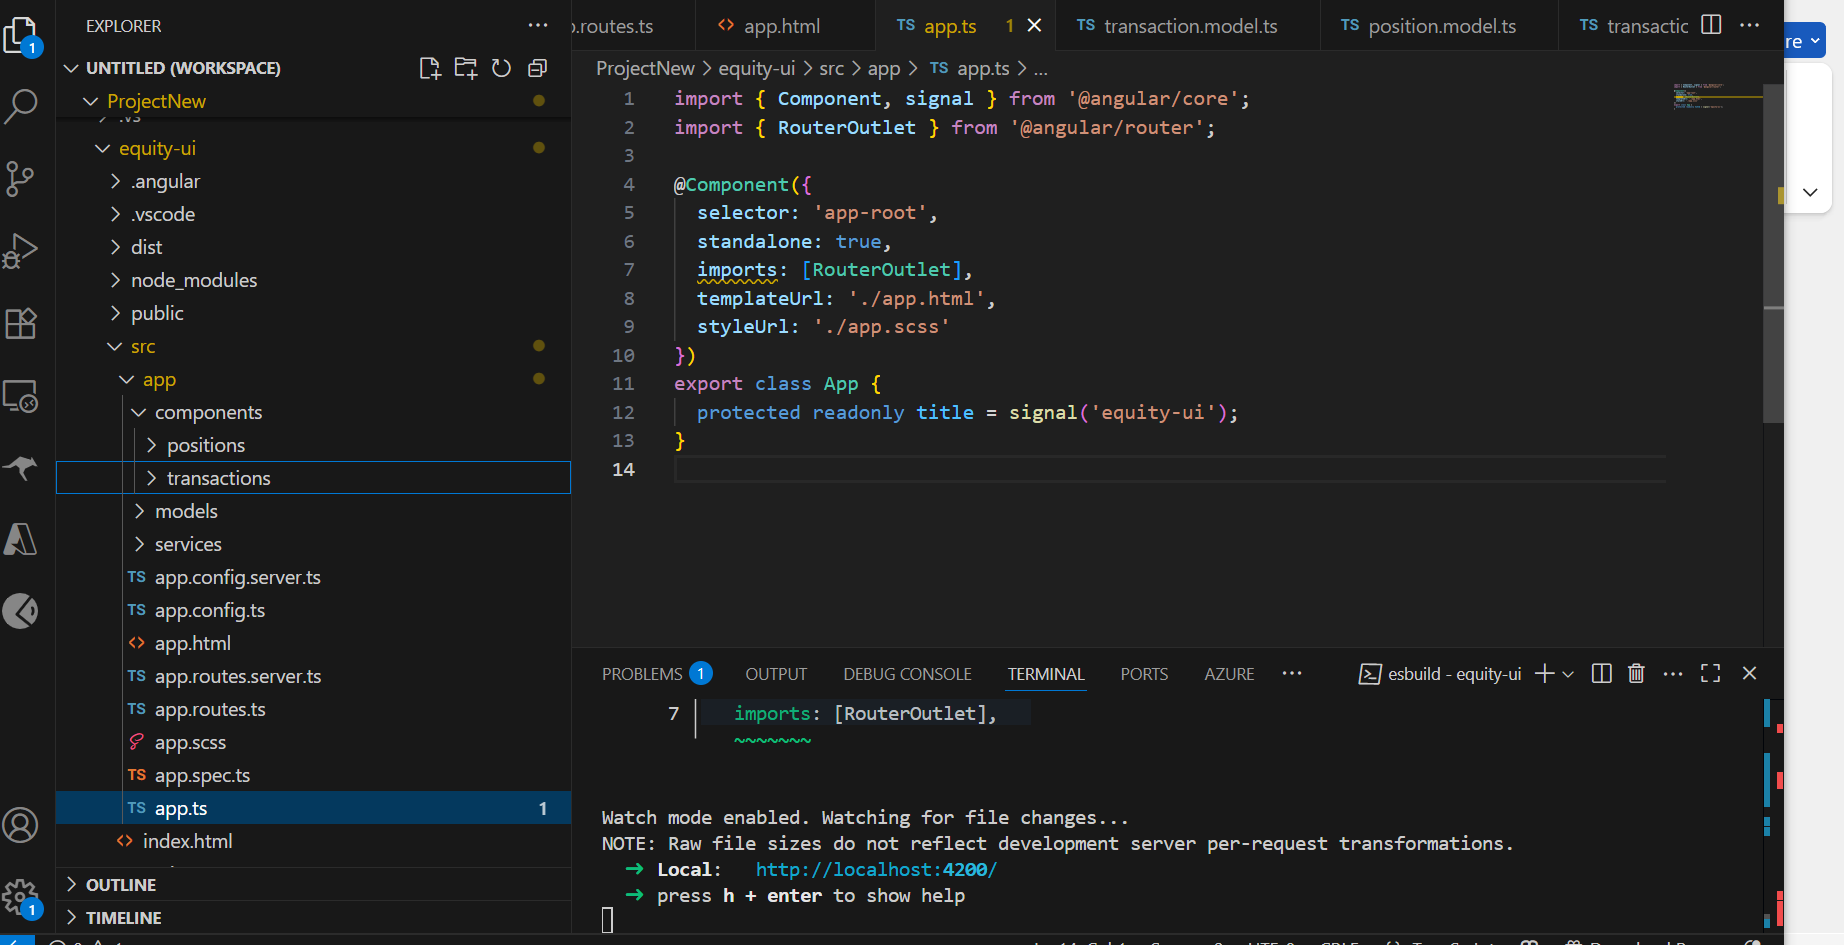 EXPLORER
UNTITLED (WORKSPACE)
ProjectNew
.vs
equity-ui
.angular
.vscode
dist
node_modules
public
src
app
components
positions
transactions
models
services
TS app.config.server.ts
TS app.config.ts
<> app.html
TS app.routes.server.ts
TS app.routes.ts
app.scss
TS app.spec.ts
TS app.ts 1
<> index.html
OUTLINE
TIMELINE
1
1
.routes.ts
<> app.html
TS app.ts 1
TS transaction.model.ts
TS position.model.ts
TS transactic
re
ProjectNew > equity-ui > src > app > TS app.ts > ...
1 import { Component, signal } from '@angular/core';
2 import { RouterOutlet } from '@angular/router';
3
4 @Component({
5 selector: 'app-root',
6 standalone: true,
7 imports: [RouterOutlet],
8 templateUrl: './app.html',
9 styleUrl: './app.scss'
10 })
11 export class App {
12 protected readonly title = signal('equity-ui');
13 }
14
PROBLEMS 1 OUTPUT DEBUG CONSOLE TERMINAL PORTS AZURE ... esbuild - equity-ui
7 imports: [RouterOutlet],
~~~~~~~
Watch mode enabled. Watching for file changes...
NOTE: Raw file sizes do not reflect development server per-request transformations.
➜ Local: http://localhost:4200/
➜ press h + enter to show help